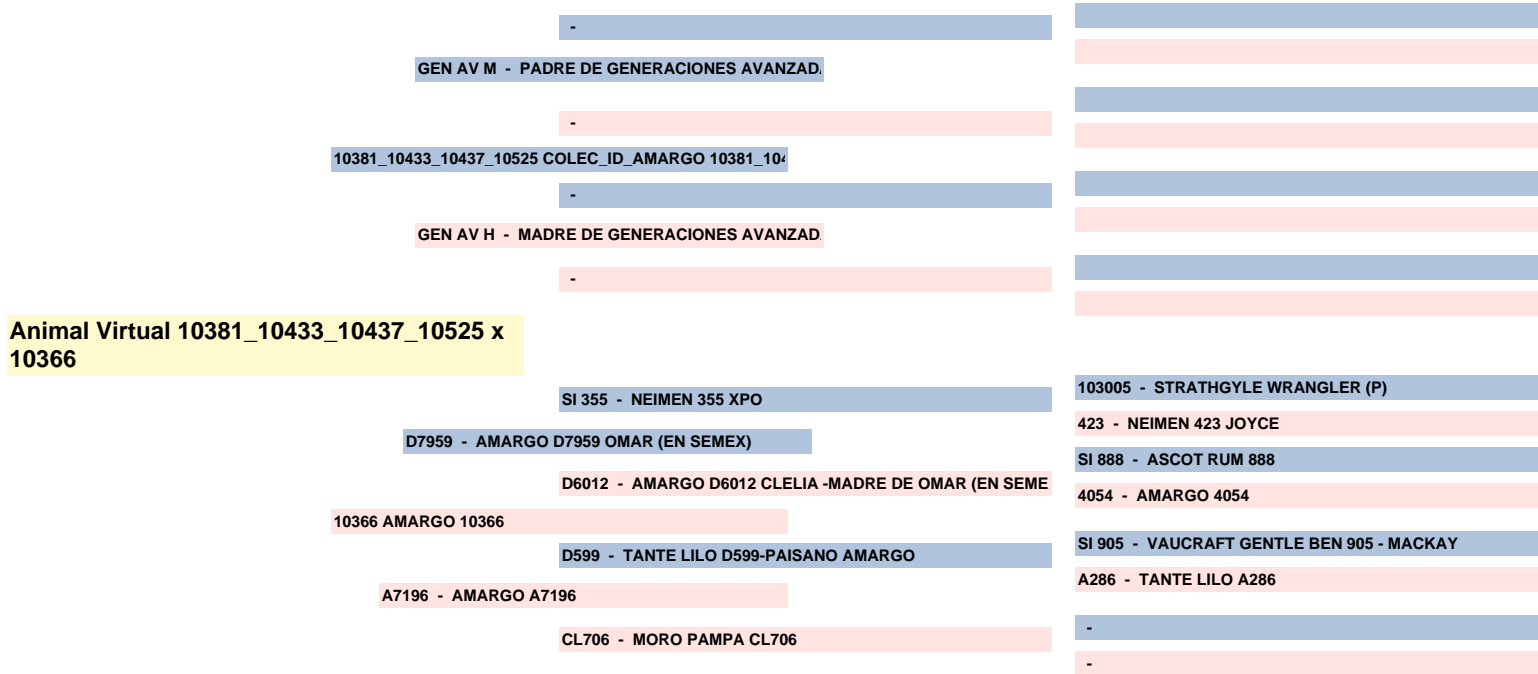 -
GEN AV M - PADRE DE GENERACIONES AVANZAD
-
10381_10433_10437_10525 COLEC_ID_AMARGO 10381_104
-
GEN AV H - MADRE DE GENERACIONES AVANZAD
-
Animal Virtual 10381_10433_10437_10525 x
10366
103005 - STRATHGYLE WRANGLER (P)
SI 355 - NEIMEN 355 XPO
423 - NEIMEN 423 JOYCE
D7959 - AMARGO D7959 OMAR (EN SEMEX)
SI 888 - ASCOT RUM 888
D6012 - AMARGO D6012 CLELIA -MADRE DE OMAR (EN SEME
4054 - AMARGO 4054
10366 AMARGO 10366
SI 905 - VAUCRAFT GENTLE BEN 905 - MACKAY
D599 - TANTE LILO D599-PAISANO AMARGO
A286 - TANTE LILO A286
A7196 - AMARGO A7196
-
CL706 - MORO PAMPA CL706
-